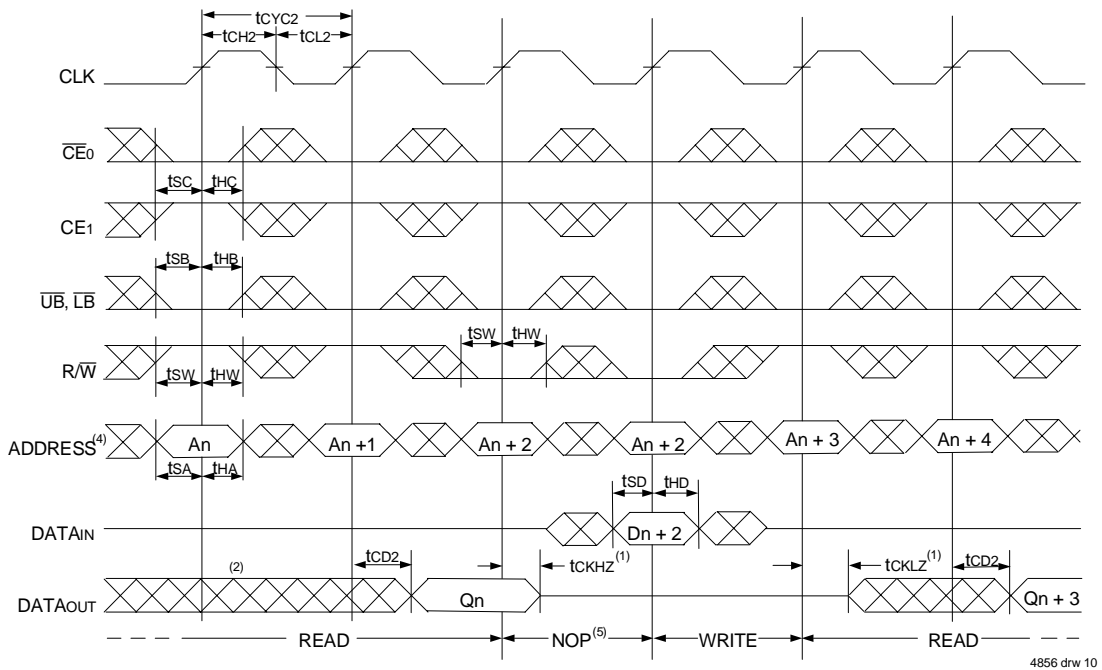 tCYC2
tCH2 tCL2
CLK
CE0
tSC tHC
CE1
tSB tHB
UB, LB
tSW tHW
R/W
tSW tHW
ADDRESS(4) An An +1 An + 2 An + 2 An + 3 An + 4
tSA tHA
tSD tHD
DATAIN Dn + 2
tCD2 tCKHZ(1) tCKLZ(1) tCD2
(2)
DATAOUT Qn Qn + 3
READ NOP(5) WRITE READ
4856 drw 10